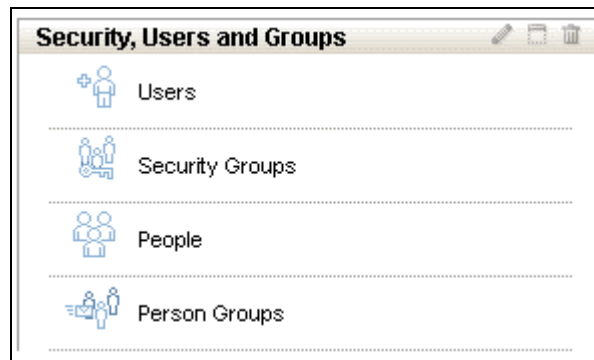 Security, Users and Groups
Users
Security Groups
People
Person Groups